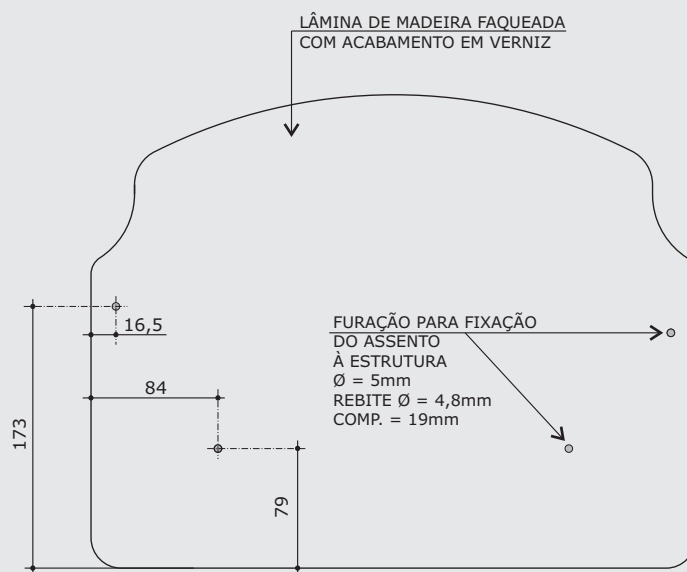 LÂMINA DE MADEIRA FAQUEADA
COM ACABAMENTO EM VERNIZ
16,5
FURAÇÃO PARA FIXAÇÃO
DO ASSENTO
À ESTRUTURA
Ø = 5mm
REBITE Ø = 4,8mm
COMP. = 19mm
84
173
79